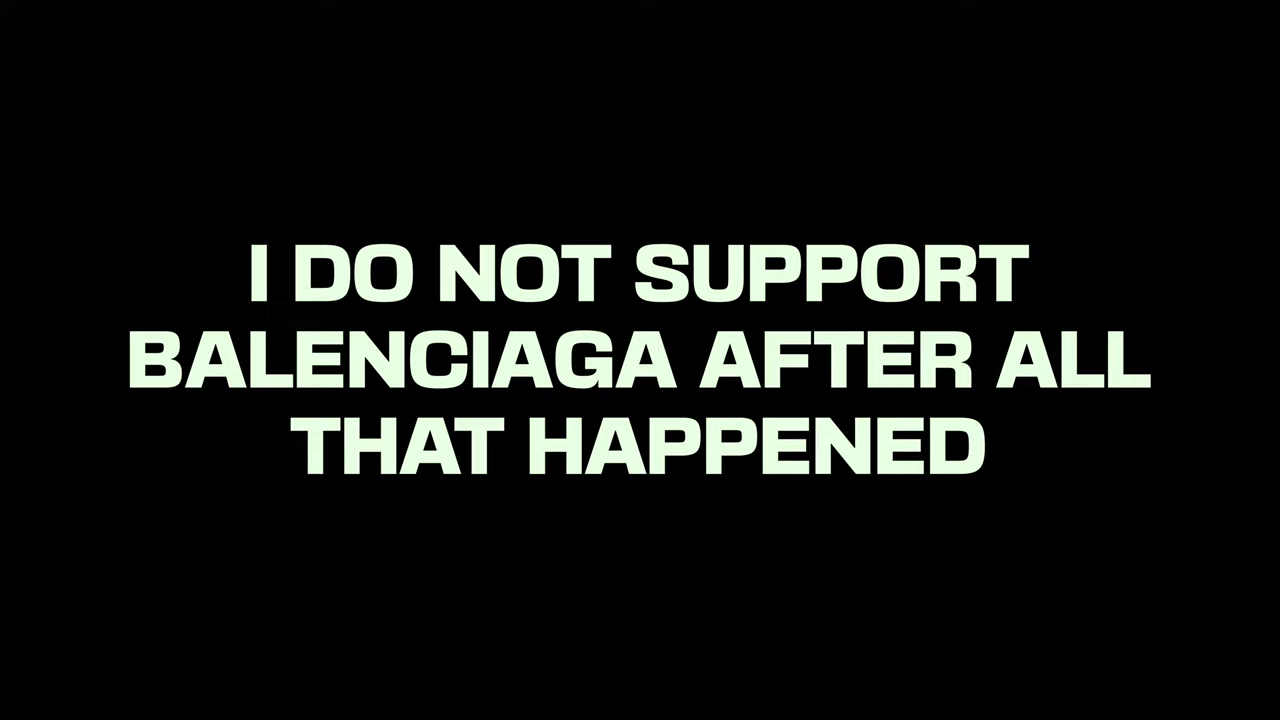 I DO NOT SUPPORT
BALENCIAGA AFTER ALL
THAT HAPPENED